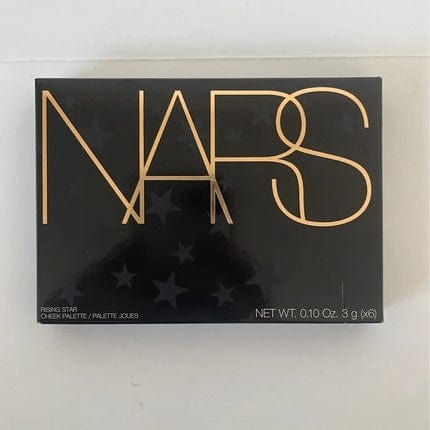 NARS
RISING STAR
CHEEK PALETTE / PALETTE JOUES
NET WT. 0.10 Oz. 3 g (x6)